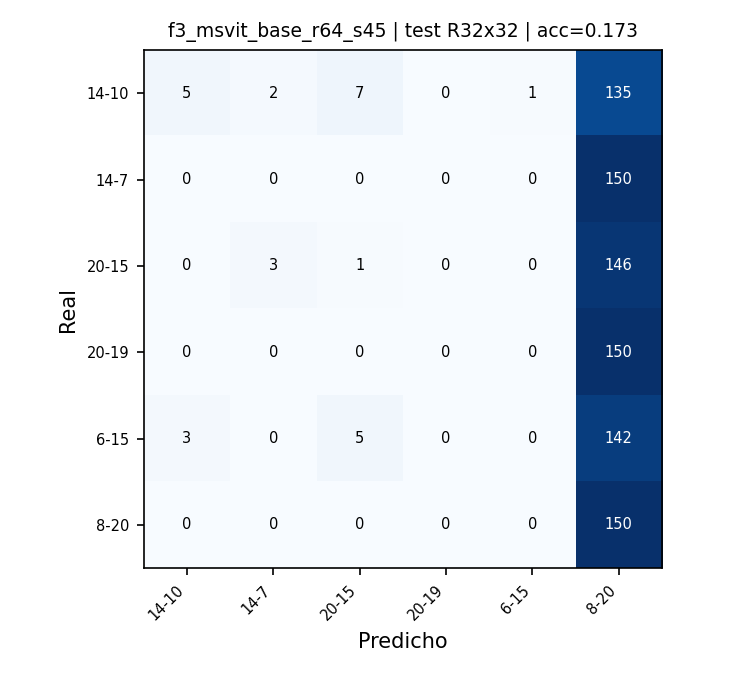 f3_msvit_base_r64_s45 | test R32x32 | acc=0.173
14-10 5 2 7 0 1 135
14-7 0 0 0 0 0 150
20-15 0 3 1 0 0 146
20-19 0 0 0 0 0 150
6-15 3 0 5 0 0 142
8-20 0 0 0 0 0 150
Real
14-10 14-7 20-15 20-19 6-15 8-20
Predicho